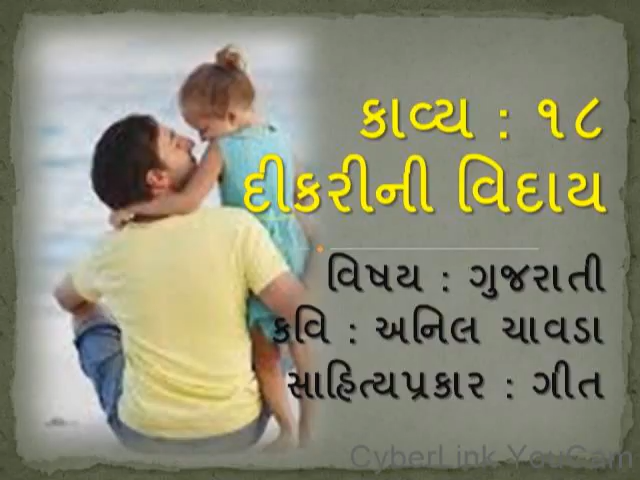 કાવ્ય : ૧૮
દીકરીની વિદાય
વિષય : ગુજરાતી
કવિ : અનિલ ચાવડા
સાહિત્યપ્રકાર : ગીત
CyberLink YouCam